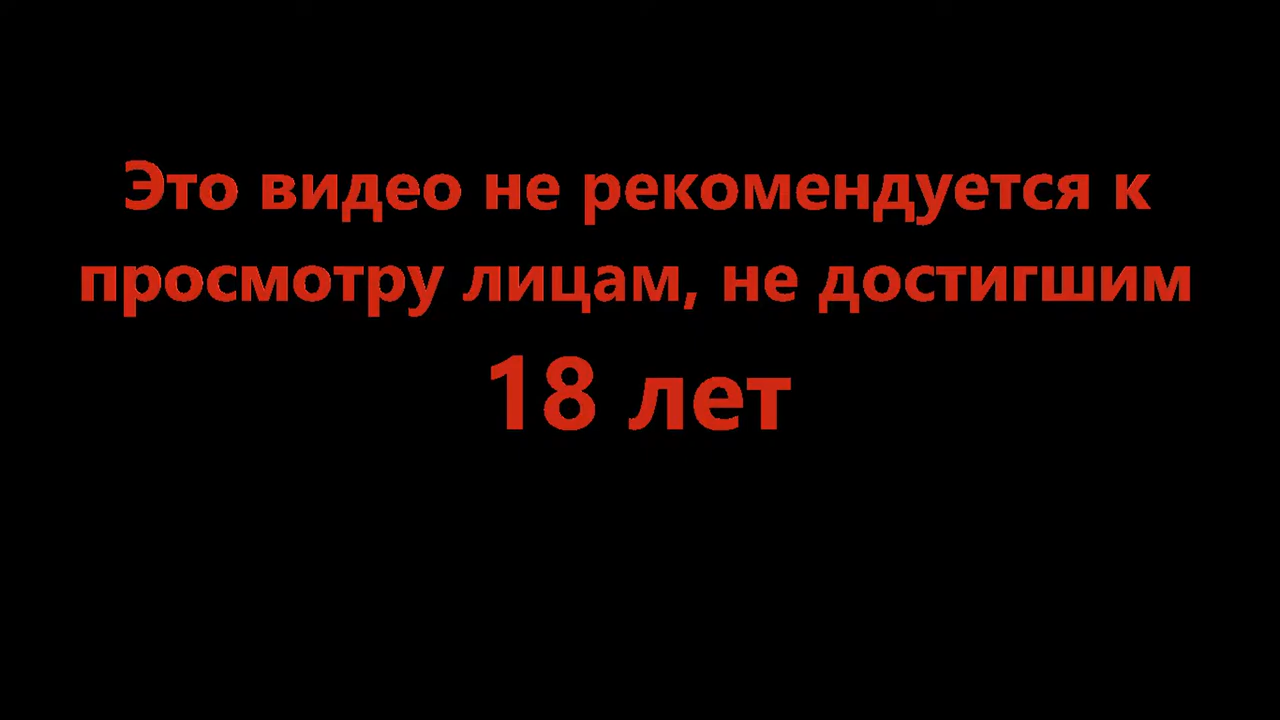 Это видео не рекомендуется к
просмотру лицам, не достигшим
18 лет